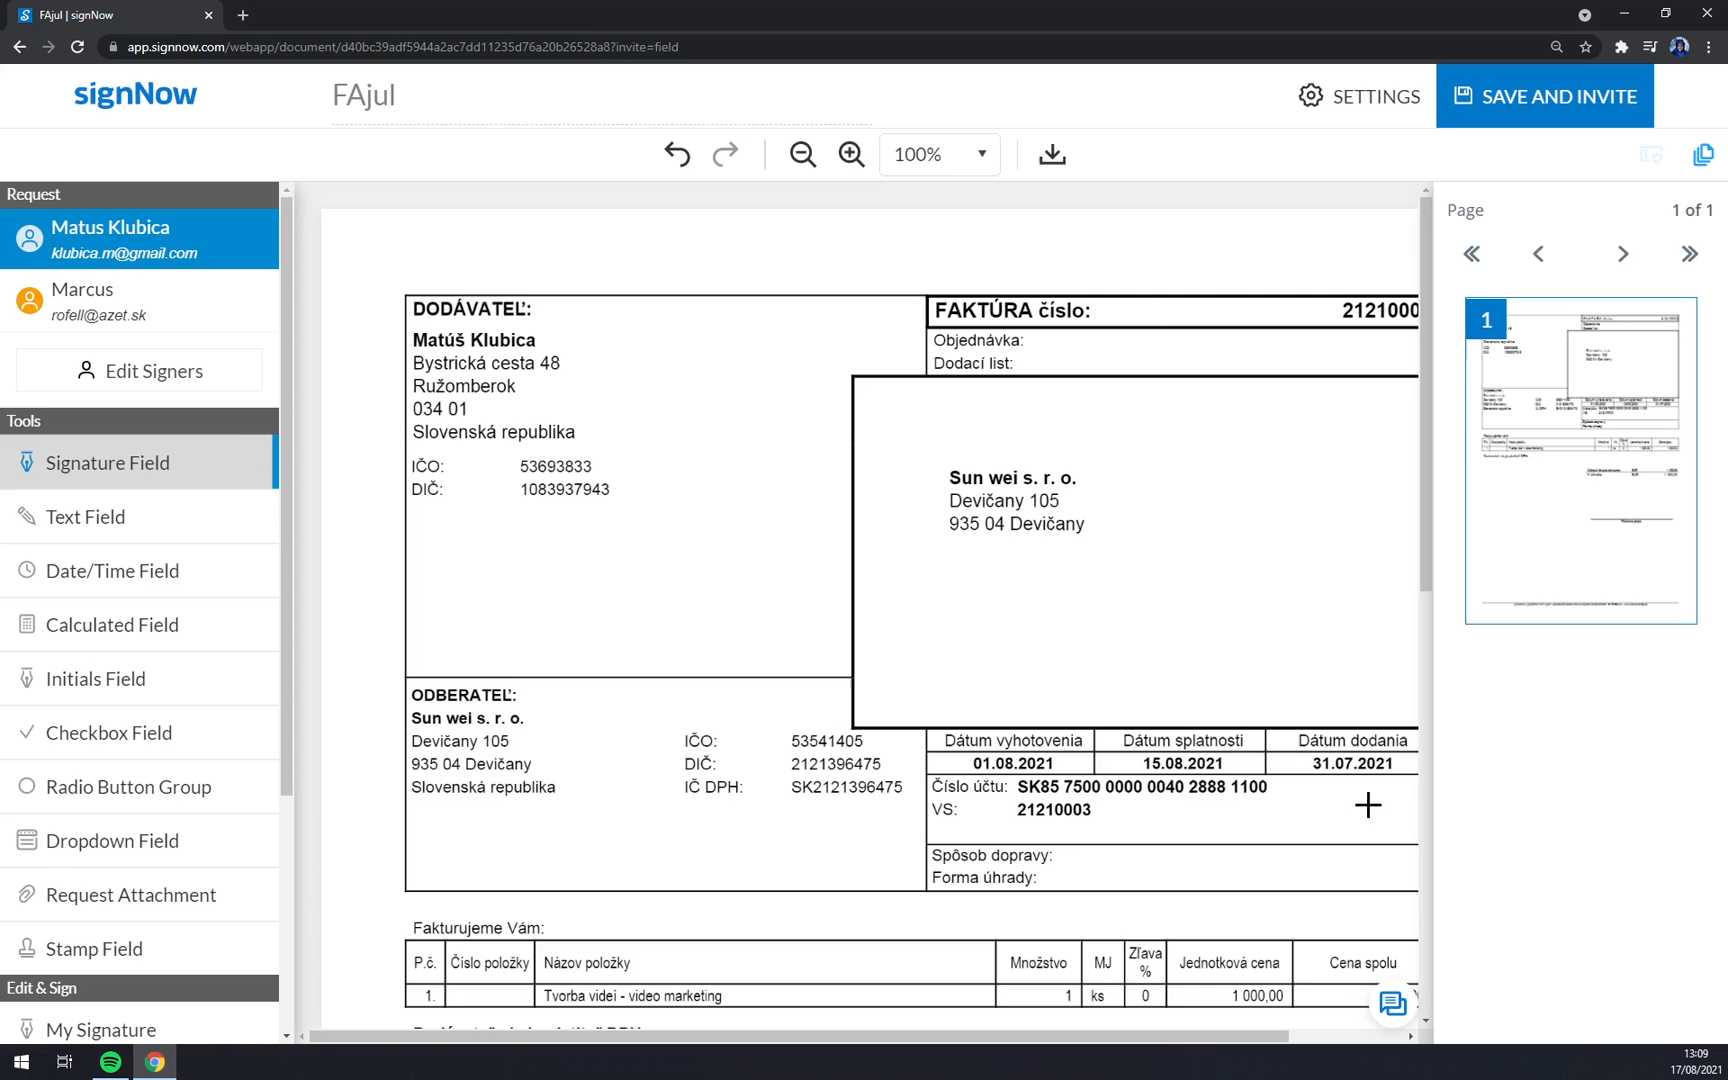 FAjul | signNow
app.signnow.com/webapp/document/d40bc39adf5944a2ac7dd11235d76a20b26528a8?invite=field
signNow
FAjul
SETTINGS
SAVE AND INVITE
100%
Request
Matus Klubica
klubica.m@gmail.com
Marcus
rofell@azet.sk
Edit Signers
Tools
Signature Field
Text Field
Date/Time Field
Calculated Field
Initials Field
Checkbox Field
Radio Button Group
Dropdown Field
Request Attachment
Stamp Field
Edit & Sign
My Signature
DODÁVATEĽ:
Matúš Klubica
Bystrická cesta 48
Ružomberok
034 01
Slovenská republika
IČO: 53693833
DIČ: 1083937943
FAKTÚRA číslo: 2121000
Objednávka:
Dodací list:
Sun wei s. r. o.
Devičany 105
935 04 Devičany
ODBERATEĽ:
Sun wei s. r. o.
Devičany 105 IČO: 53541405
935 04 Devičany DIČ: 2121396475
Slovenská republika IČ DPH: SK2121396475
Dátum vyhotovenia Dátum splatnosti Dátum dodania
01.08.2021 15.08.2021 31.07.2021
Číslo účtu: SK85 7500 0000 0040 2888 1100
VS: 21210003
Spôsob dopravy:
Forma úhrady:
Fakturujeme Vám:
P.č. Číslo položky Názov položky Množstvo MJ Zľava % Jednotková cena Cena spolu
1. Tvorba videí - video marketing 1 ks 0 1 000,00
Page 1 of 1
1
13:09
17/08/2021